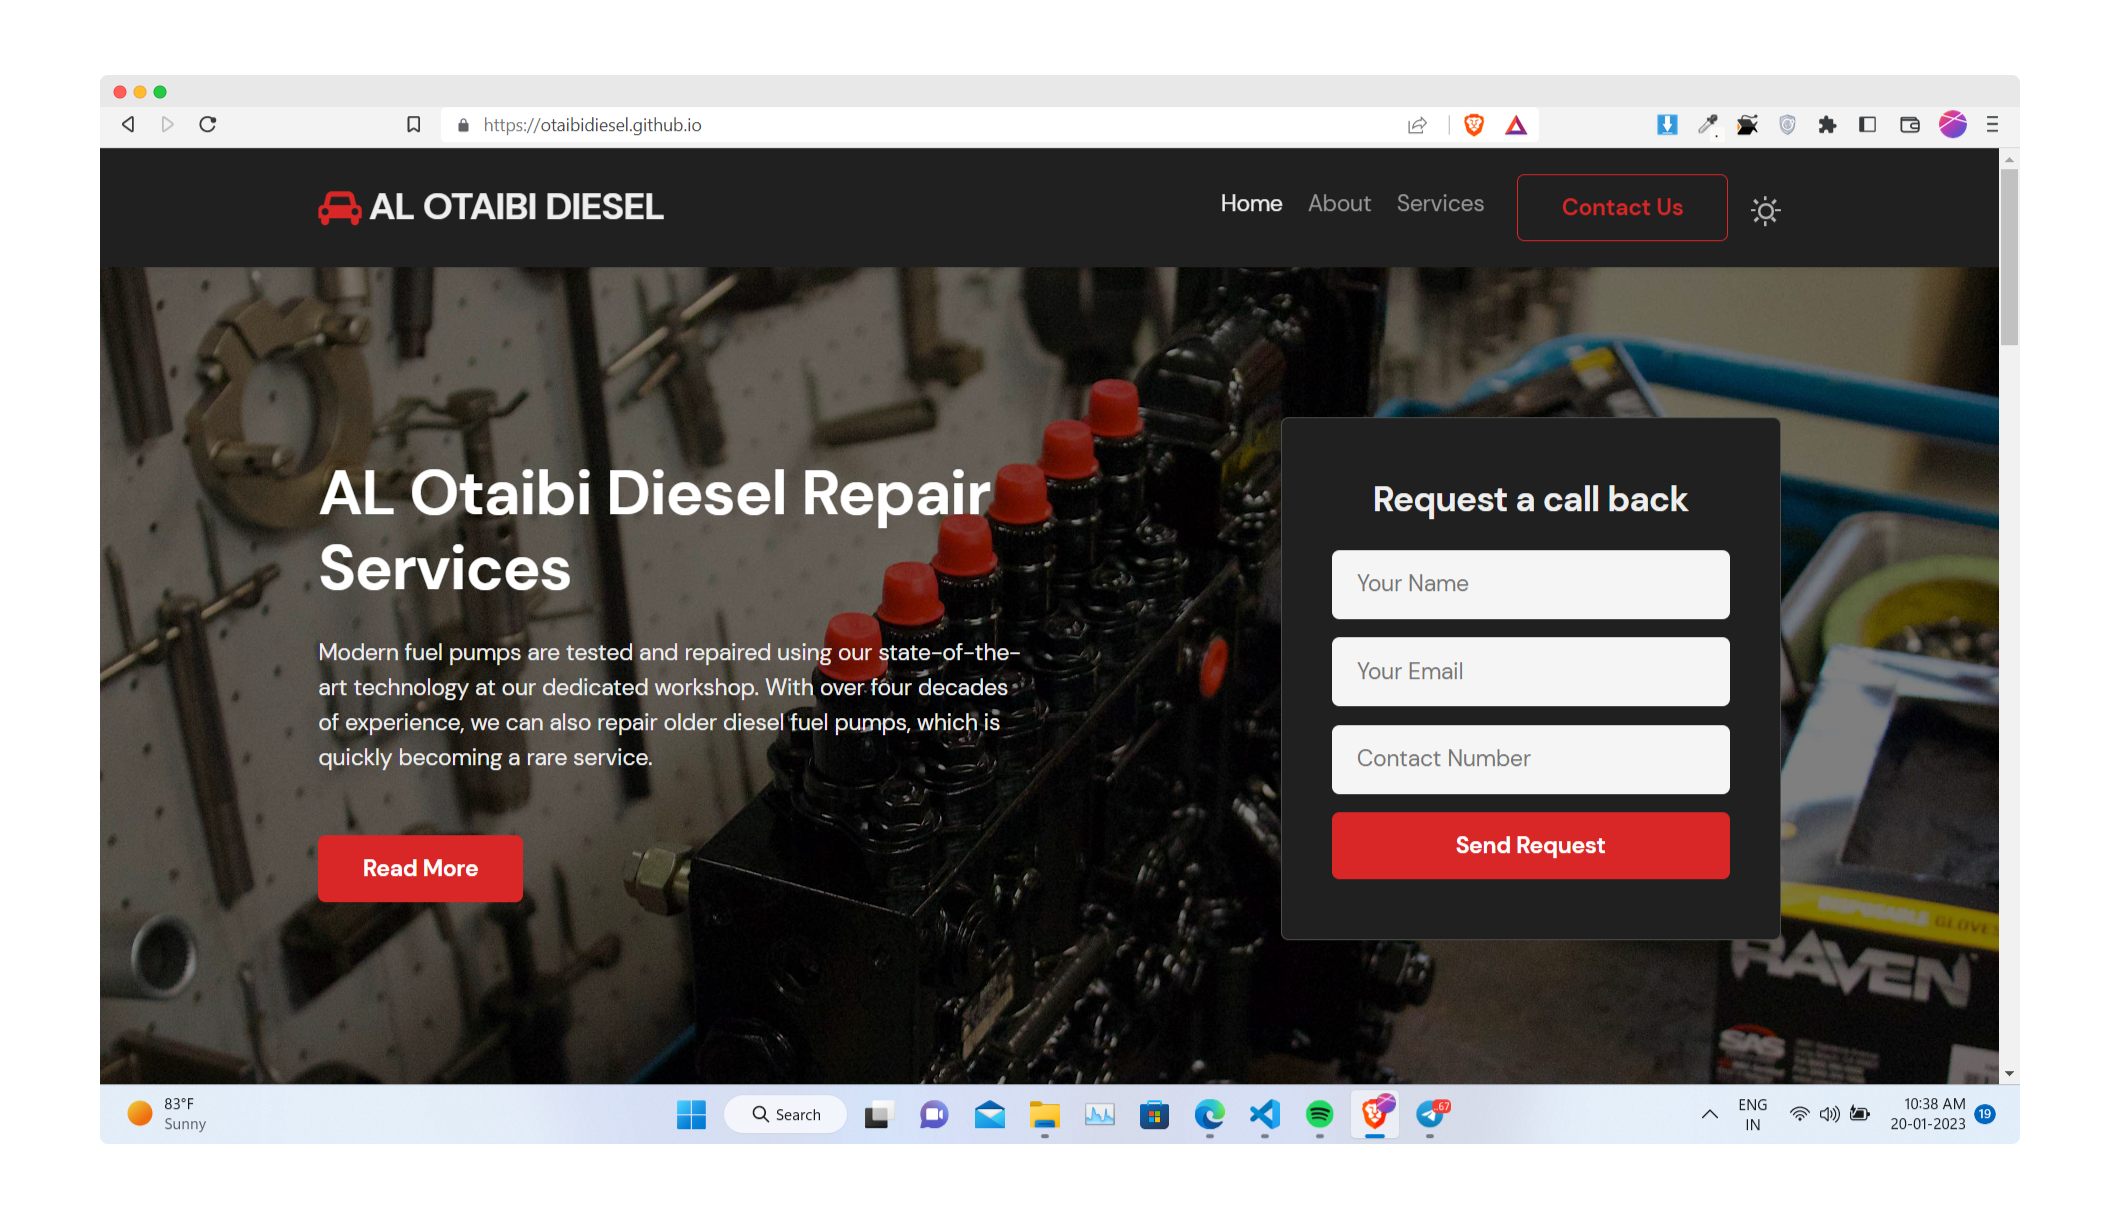 https://otaibidiesel.github.io
AL OTAIBI DIESEL
Home
About
Services
Contact Us
AL Otaibi Diesel Repair
Services
Modern fuel pumps are tested and repaired using our state-of-the-
art technology at our dedicated workshop. With over four decades
of experience, we can also repair older diesel fuel pumps, which is
quickly becoming a rare service.
Read More
Request a call back
Your Name
Your Email
Contact Number
Send Request
DISPOSABLE GLOVES
RAVEN
SAS
83°F
Sunny
Search
67
ENG
IN
10:38 AM
20-01-2023
19